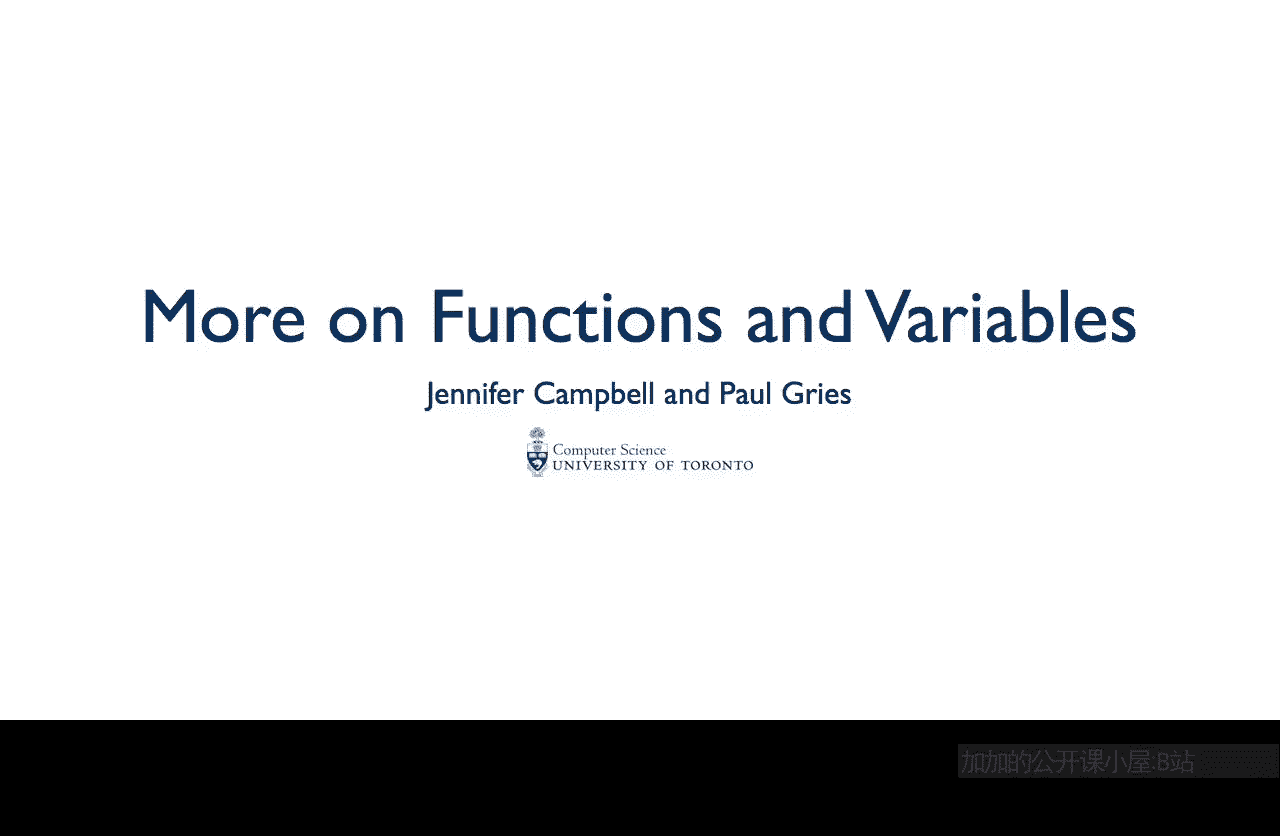 More on Functions and Variables
Jennifer Campbell and Paul Gries
Computer Science
UNIVERSITY OF TORONTO
加加的公开课小屋:B站